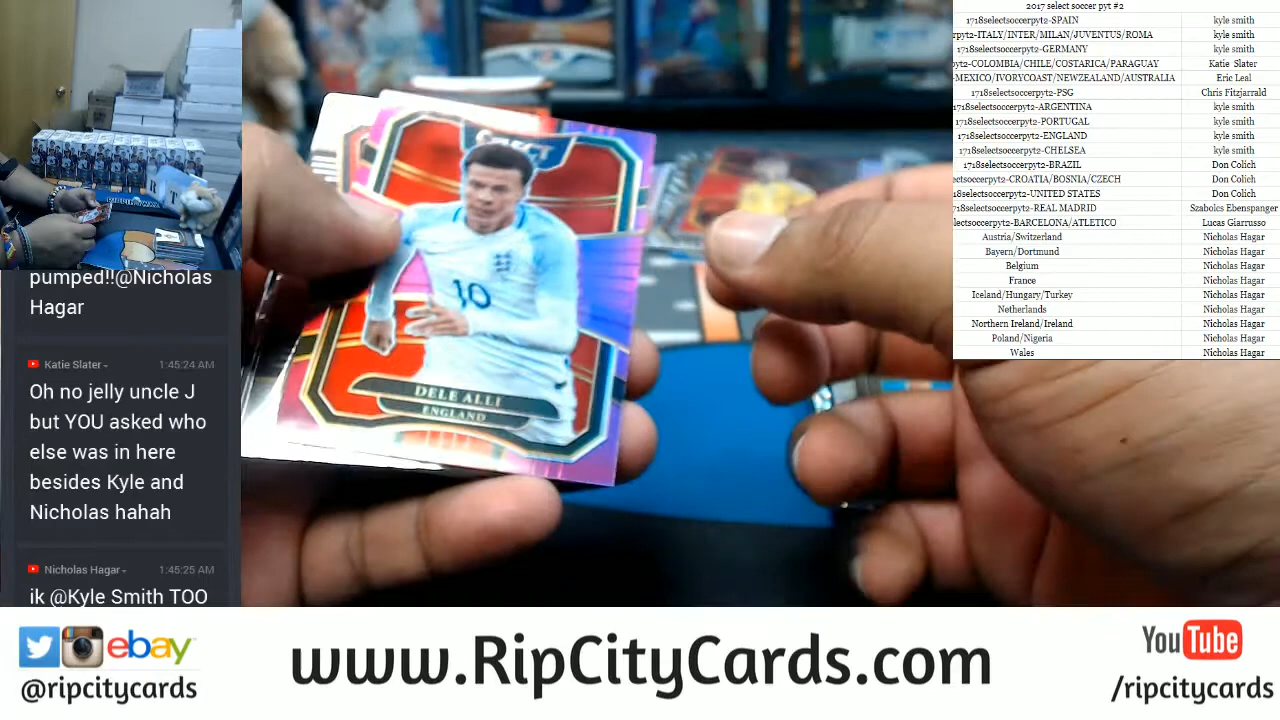 2017 select soccer pyt #2
1718selectsoccerpyt2-SPAIN kyle smith
rpyt2-ITALY/INTER/MILAN/JUVENTUS/ROMA kyle smith
1718selectsoccerpyt2-GERMANY kyle smith
pyt2-COLOMBIA/CHILE/COSTARICA/PARAGUAY Katie Slater
-MEXICO/IVORYCOAST/NEWZEALAND/AUSTRALIA Eric Leal
1718selectsoccerpyt2-PSG Chris Fitzjarrald
1718selectsoccerpyt2-ARGENTINA kyle smith
1718selectsoccerpyt2-PORTUGAL kyle smith
1718selectsoccerpyt2-ENGLAND kyle smith
1718selectsoccerpyt2-CHELSEA kyle smith
1718selectsoccerpyt2-BRAZIL Don Colich
ectsoccerpyt2-CROATIA/BOSNIA/CZECH Don Colich
18selectsoccerpyt2-UNITED STATES Don Colich
718selectsoccerpyt2-REAL MADRID Szabolcs Ebenspanger
ectsoccerpyt2-BARCELONA/ATLETICO Lucas Giarrusso
Austria/Switzerland Nicholas Hagar
Bayern/Dortmund Nicholas Hagar
Belgium Nicholas Hagar
France Nicholas Hagar
Iceland/Hungary/Turkey Nicholas Hagar
Netherlands Nicholas Hagar
Northern Ireland/Ireland Nicholas Hagar
Poland/Nigeria Nicholas Hagar
Wales Nicholas Hagar
SELECT
10
DELE ALLI
ENGLAND
pumped!!@Nicholas
Hagar
Katie Slater 1:45:24 AM
Oh no jelly uncle J
but YOU asked who
else was in here
besides Kyle and
Nicholas hahah
Nicholas Hagar 1:45:25 AM
ik @Kyle Smith TOO
ebay
@ripcitycards
www.RipCityCards.com
YouTube
/ripcitycards